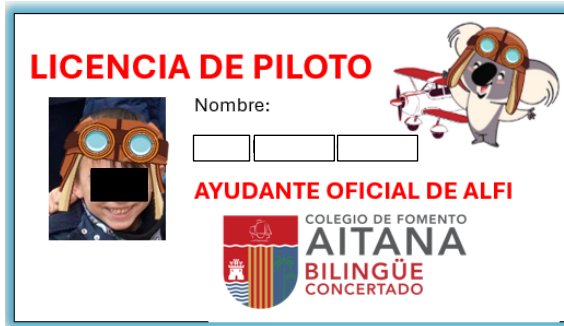 LICENCIA DE PILOTO
Nombre:
AYUDANTE OFICIAL DE ALFI
COLEGIO DE FOMENTO
AITANA
BILINGÜE
CONCERTADO